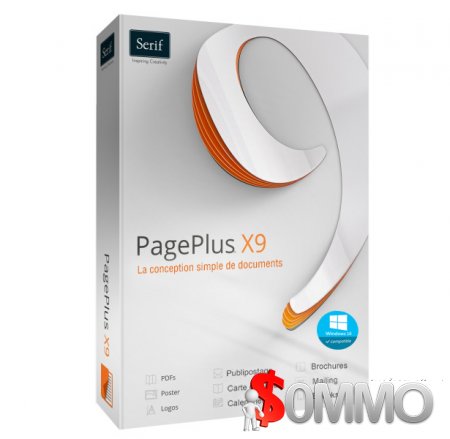 Serif
Inspiring Creativity
PagePlus X9
La conception simple de documents
Windows 10
PagePlus X9
PDFs
Poster
Logos
Publipostage
Carte
Brochures
Mailing
$OMMO